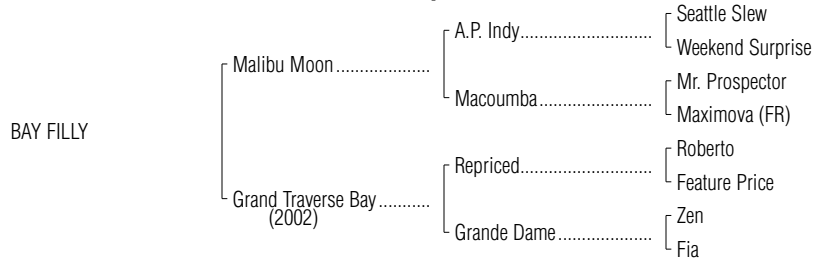 Seattle Slew
A.P. Indy............................
Weekend Surprise
Malibu Moon....................
Mr. Prospector
Macoumba........................
Maximova (FR)
BAY FILLY
Roberto
Repriced............................
Feature Price
Grand Traverse Bay...........
(2002)
Zen
Grande Dame....................
Fia